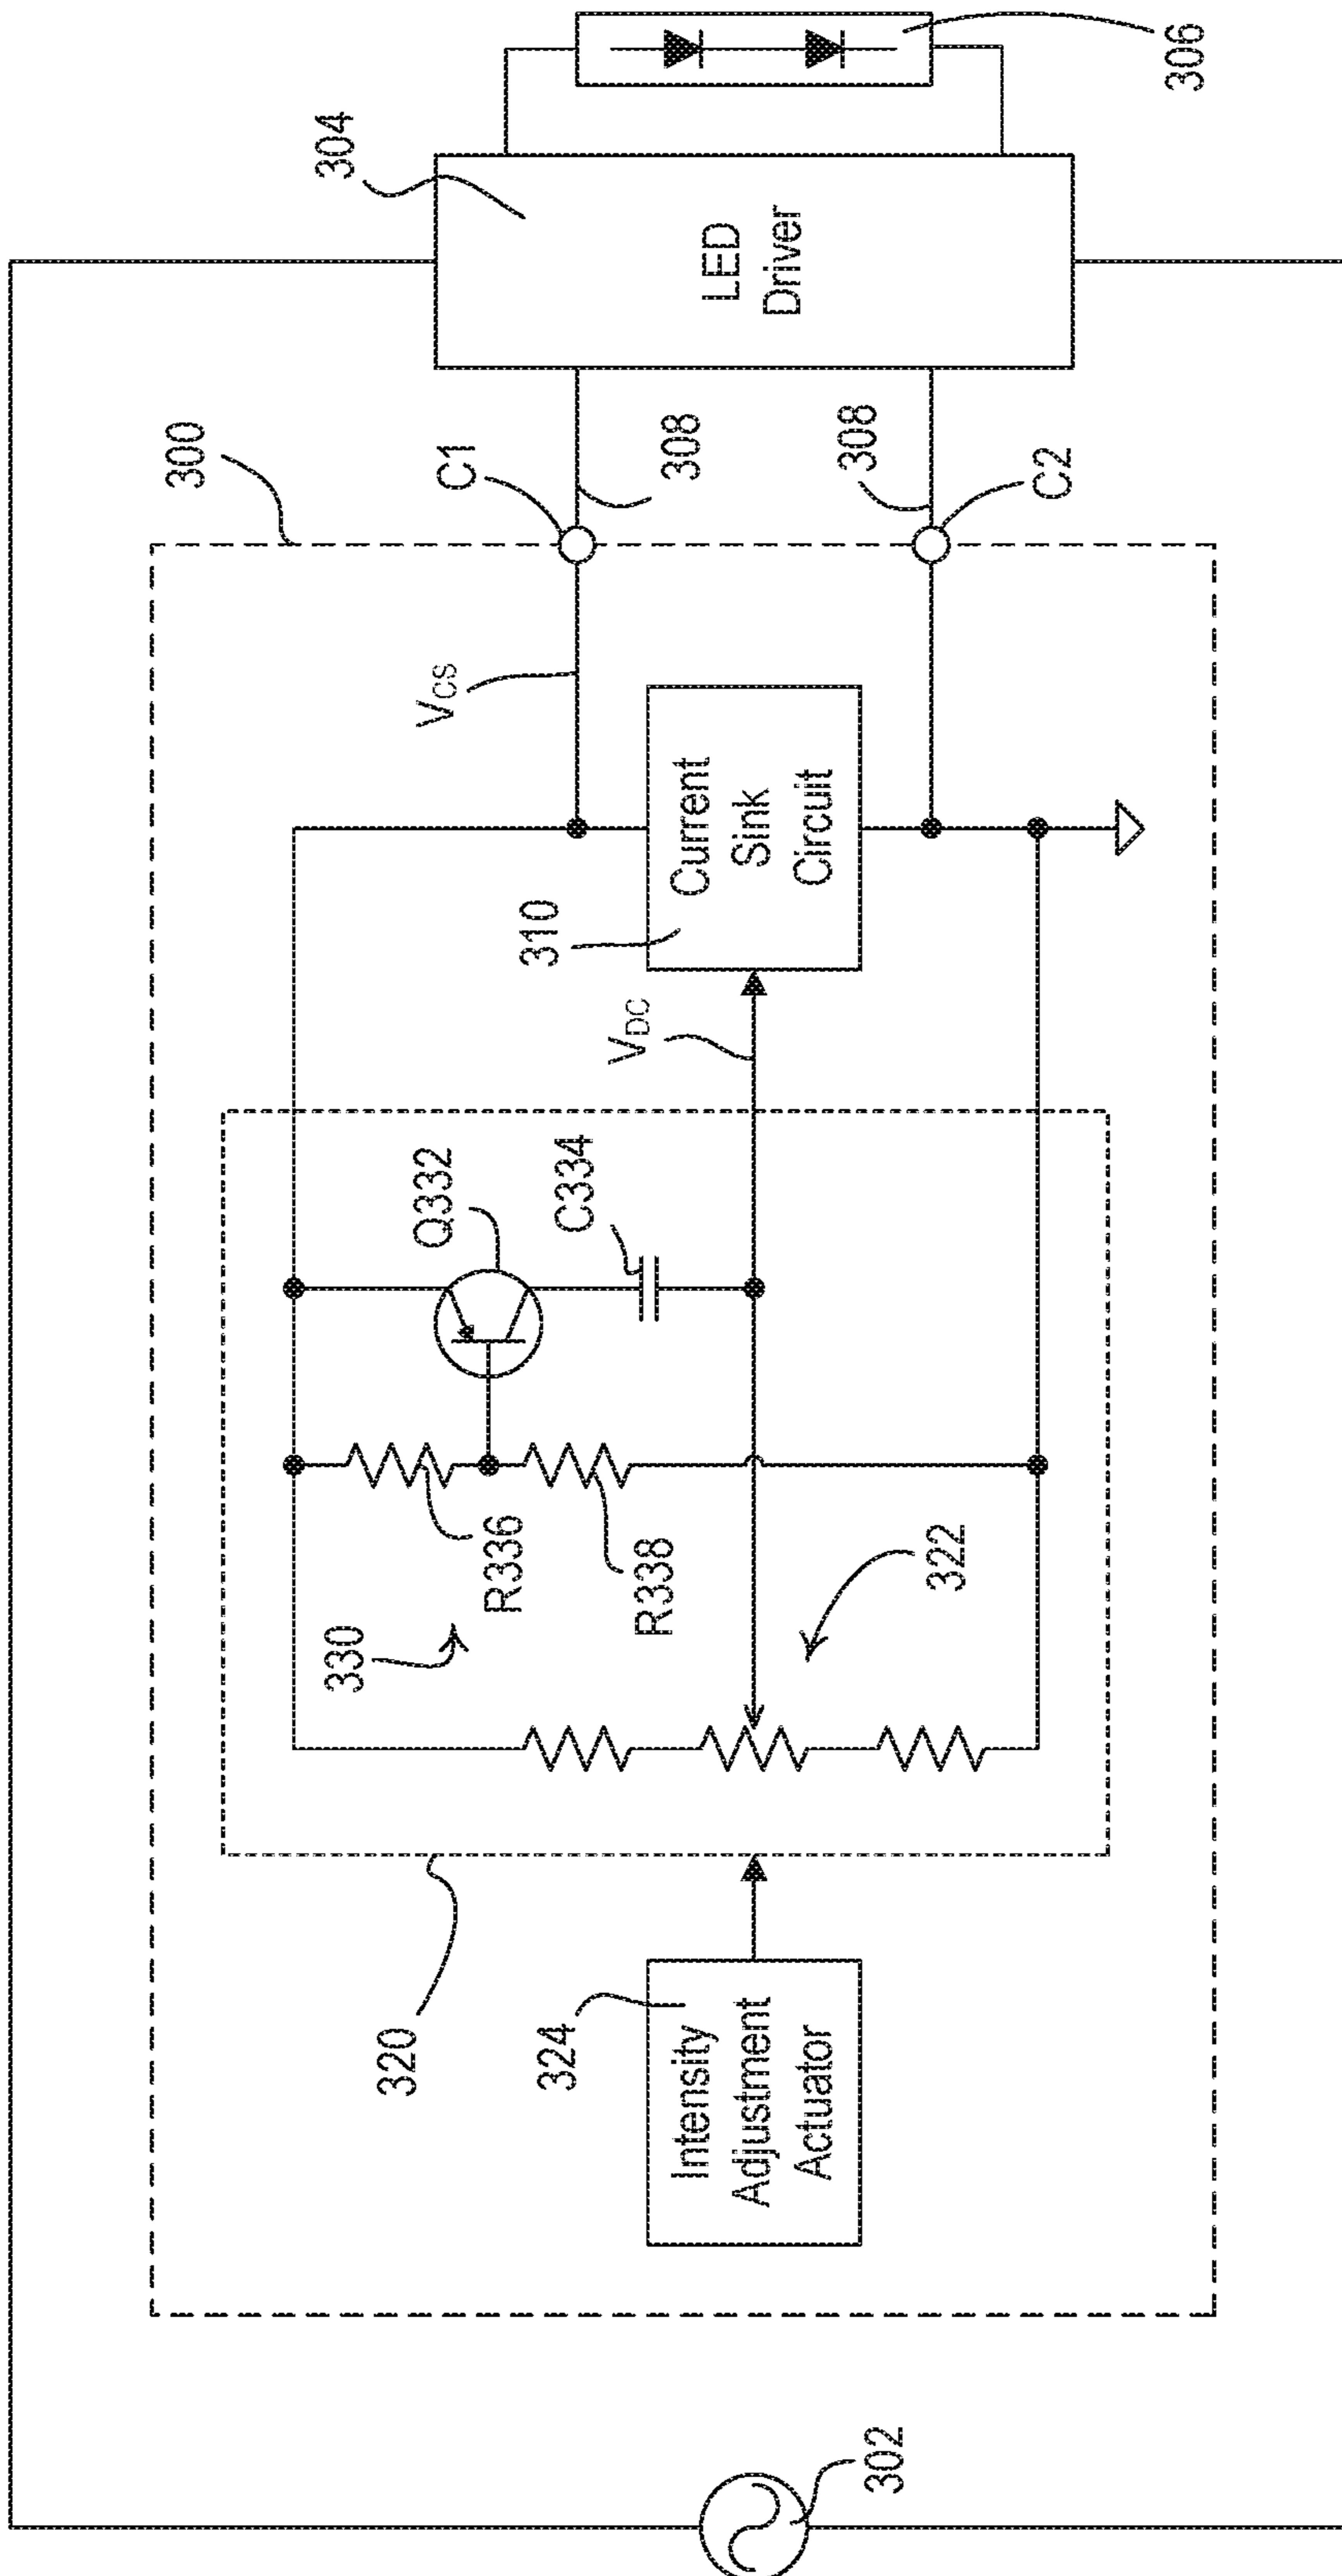 300
C1
304
308
LED
Driver
306
308
C2
VCS
310
Current
Sink
Circuit
VDC
Q332
C334
330
R336
R338
322
320
324
Intensity
Adjustment
Actuator
302